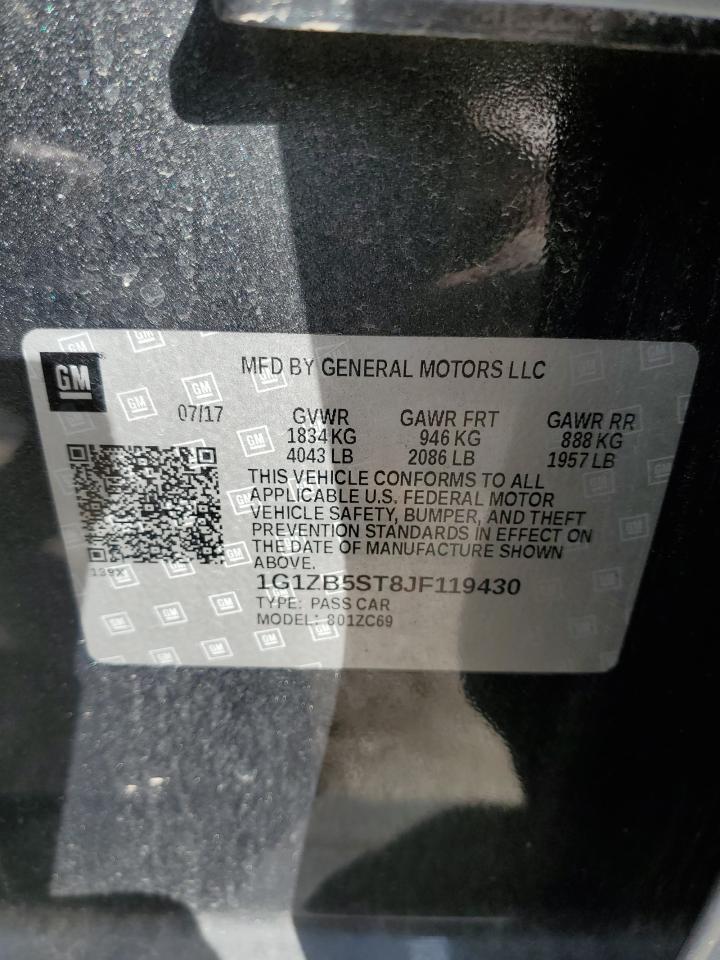 GM
MFD BY GENERAL MOTORS LLC
07/17 GVWR GAWR FRT GAWR RR
1834 KG 946 KG 888 KG
4043 LB 2086 LB 1957 LB
THIS VEHICLE CONFORMS TO ALL
APPLICABLE U.S. FEDERAL MOTOR
VEHICLE SAFETY, BUMPER, AND THEFT
PREVENTION STANDARDS IN EFFECT ON
THE DATE OF MANUFACTURE SHOWN
ABOVE.
139X1
1G1ZB5ST8JF119430
TYPE: PASS CAR
MODEL: 801ZC69